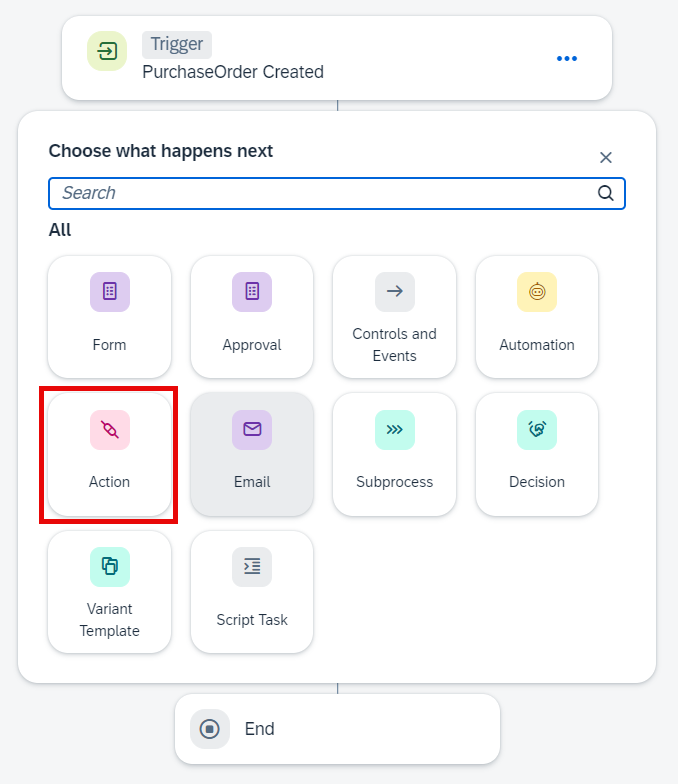 Trigger
PurchaseOrder Created
Choose what happens next
Search
All
Form
Approval
Controls and
Events
Automation
Action
Email
Subprocess
Decision
Variant
Template
Script Task
End